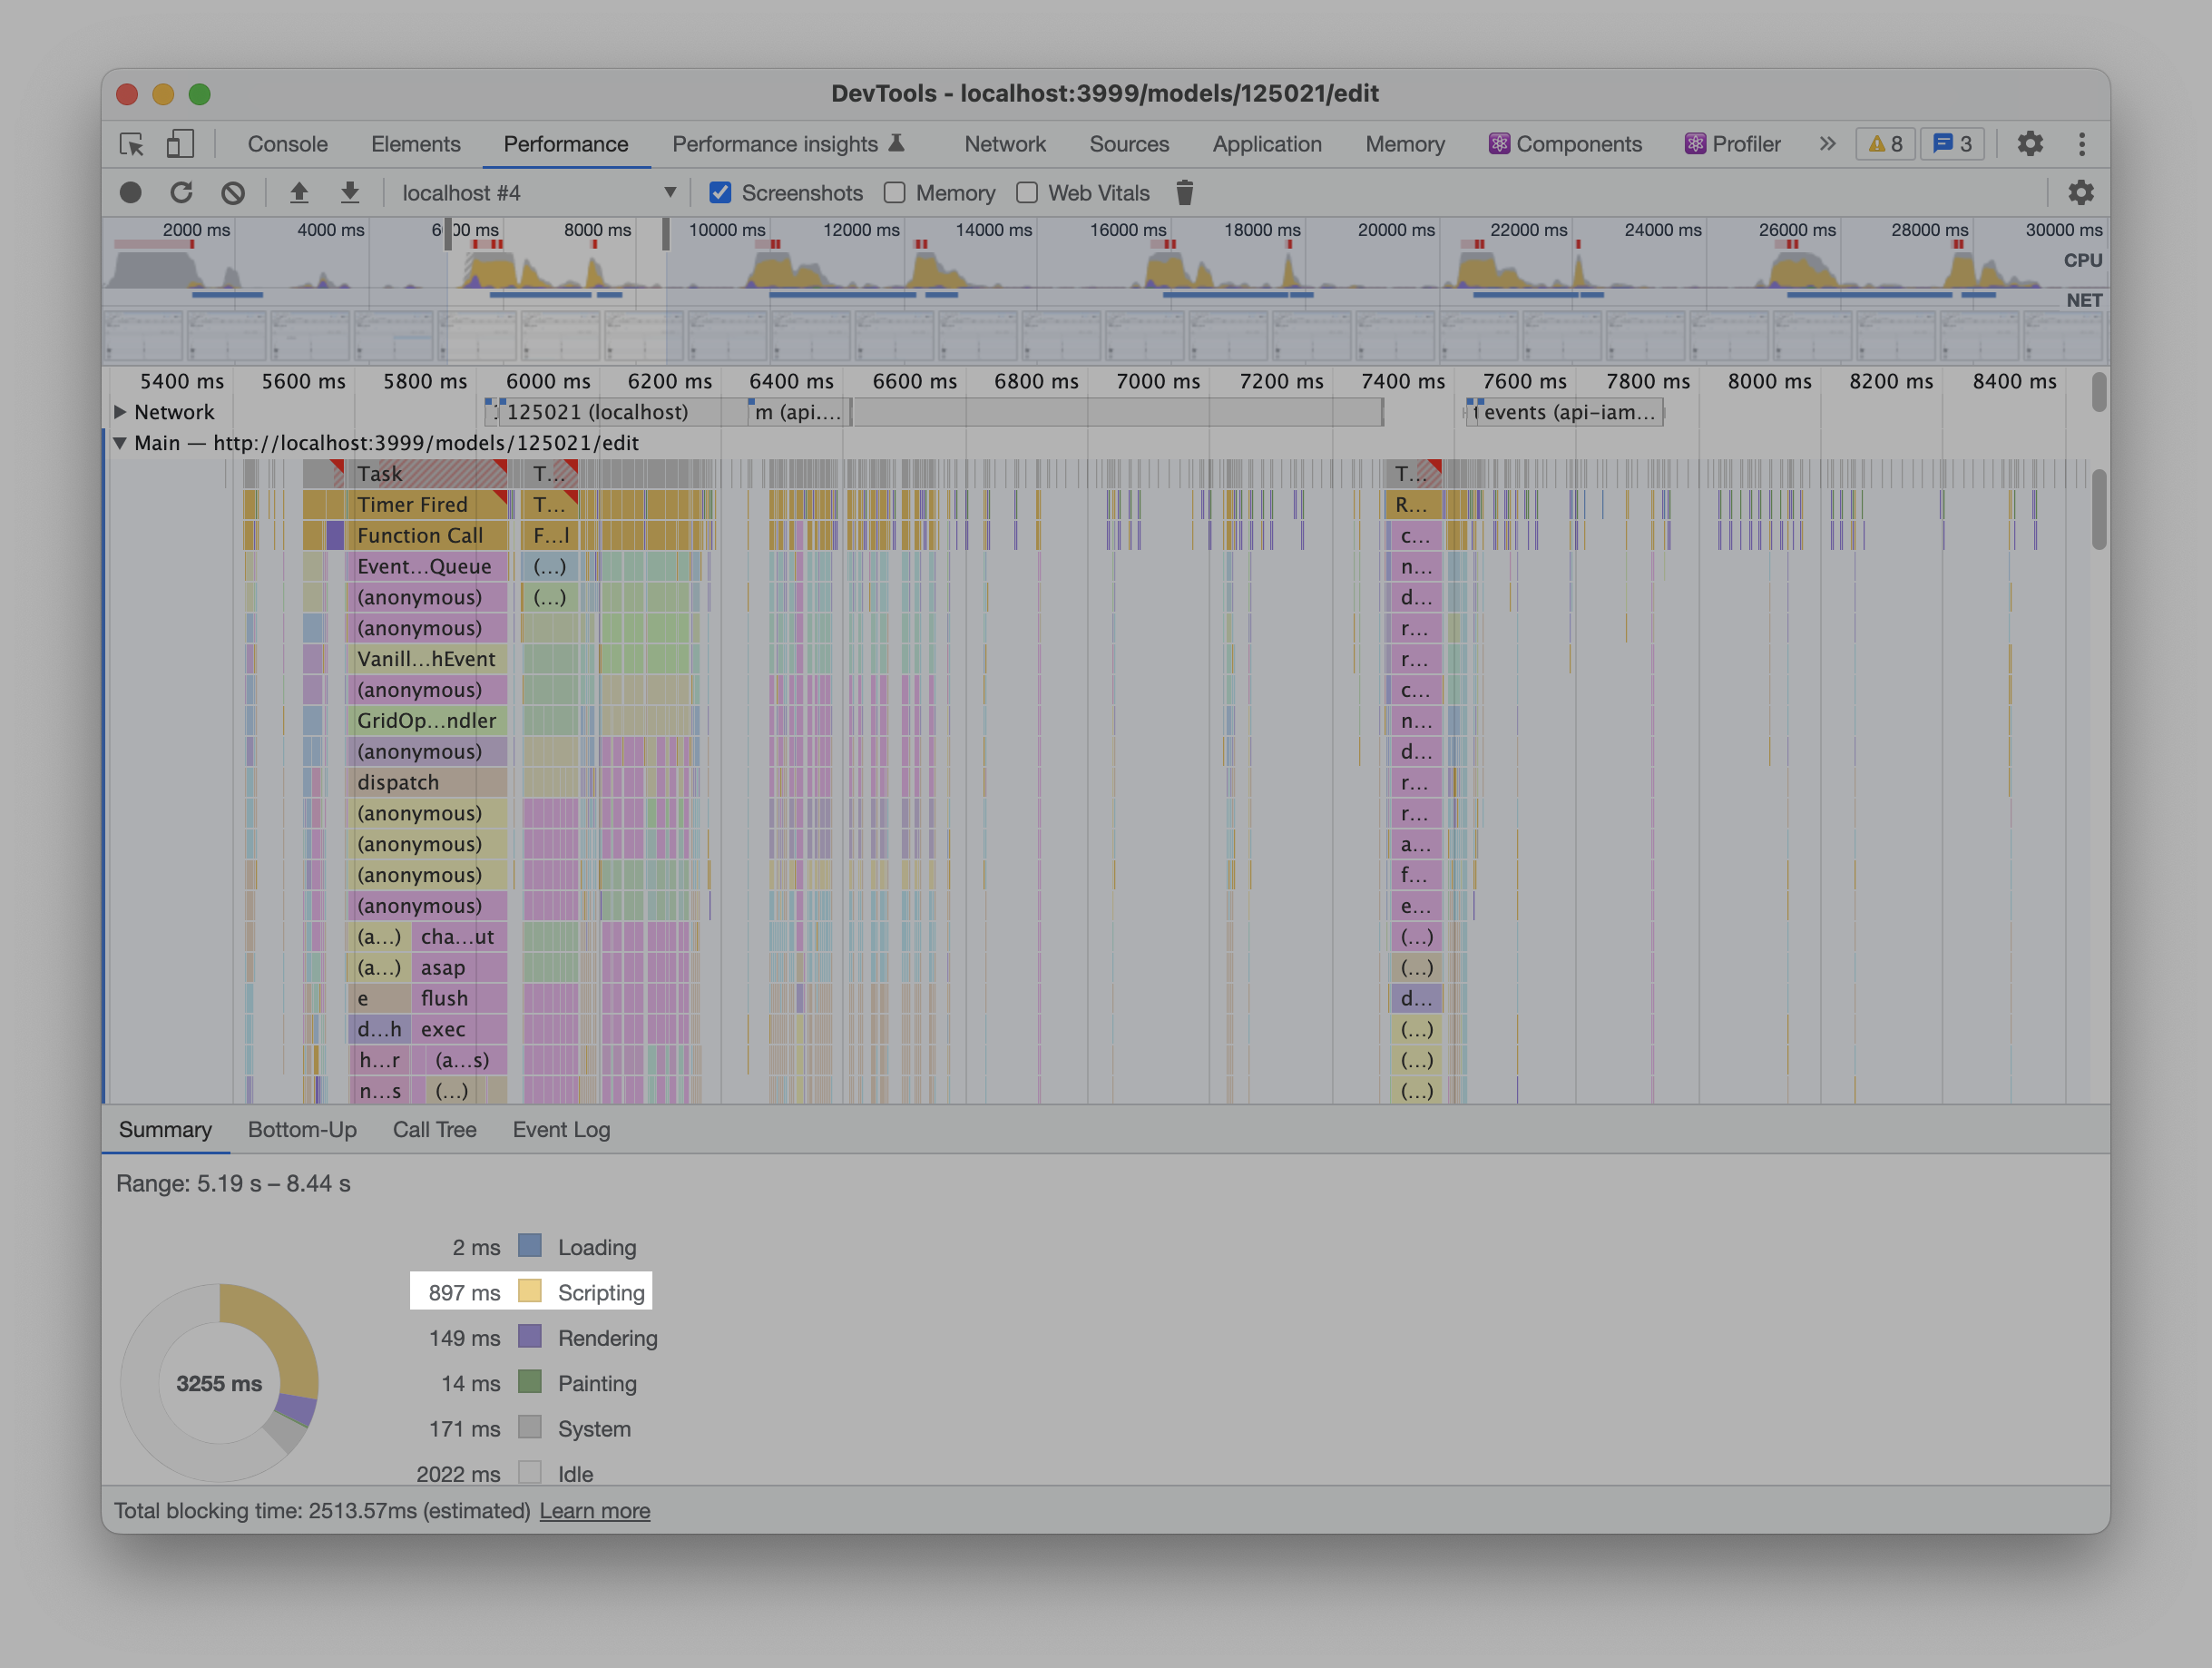 DevTools - localhost:3999/models/125021/edit
Console Elements Performance Performance insights Network Sources Application Memory Components Profiler » 8 3
localhost #4 Screenshots Memory Web Vitals
2000 ms 4000 ms 8000 ms 10000 ms 12000 ms 14000 ms 16000 ms 18000 ms 20000 ms 22000 ms 24000 ms 26000 ms 28000 ms 30000 ms
CPU
NET
5400 ms 5600 ms 5800 ms 6000 ms 6200 ms 6400 ms 6600 ms 6800 ms 7000 ms 7200 ms 7400 ms 7600 ms 7800 ms 8000 ms 8200 ms 8400 ms
Network 125021 (localhost) m (api.... events (api-iam...
Main — http://localhost:3999/models/125021/edit
Task T... T...
Timer Fired T... R...
Function Call F...l c...
Event...Queue (...) n...
(anonymous) (...) d...
(anonymous) r...
Vanill...hEvent r...
(anonymous) c...
GridOp...ndler n...
(anonymous) d...
dispatch r...
(anonymous) r...
(anonymous) a...
(anonymous) f...
(anonymous) e...
(a...) cha...ut (...)
(a...) asap (...)
e flush d...
d...h exec (...)
h...r (a...s) (...)
n...s (...) (...)
Summary Bottom-Up Call Tree Event Log
Range: 5.19 s – 8.44 s
2 ms Loading
897 ms Scripting
149 ms Rendering
3255 ms
14 ms Painting
171 ms System
2022 ms Idle
Total blocking time: 2513.57ms (estimated) Learn more